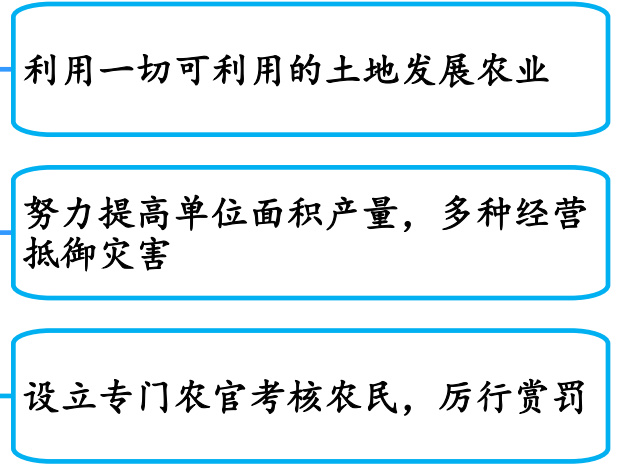 利用一切可利用的土地发展农业
努力提高单位面积产量，多种经营
抵御灾害
设立专门农官考核农民，厉行赏罚